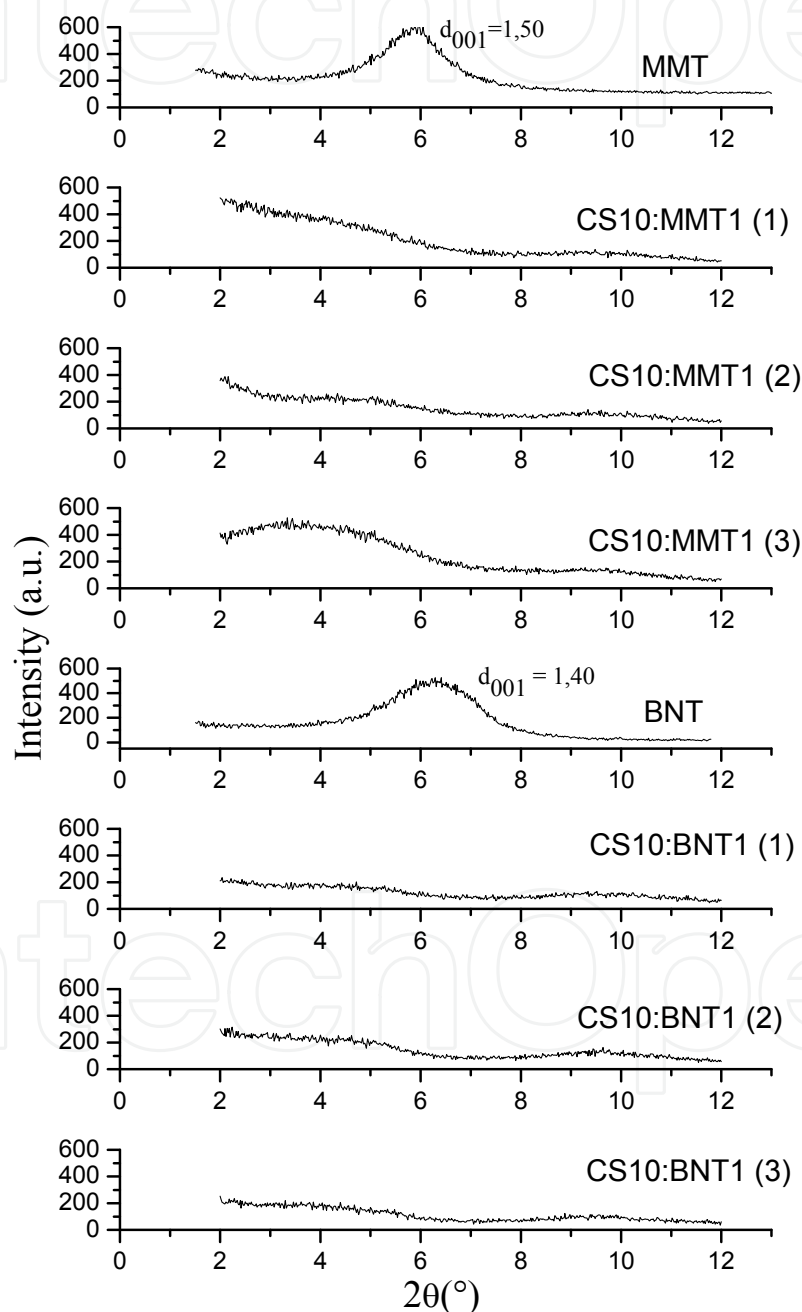 d001=1,50
MMT
600
400
200
0
0 2 4 6 8 10 12
CS10:MMT1 (1)
600
400
200
0
0 2 4 6 8 10 12
CS10:MMT1 (2)
600
400
200
0
0 2 4 6 8 10 12
CS10:MMT1 (3)
600
400
200
0
0 2 4 6 8 10 12
Intensity (a.u.)
d001 = 1,40
BNT
600
400
200
0
0 2 4 6 8 10 12
CS10:BNT1 (1)
600
400
200
0
0 2 4 6 8 10 12
CS10:BNT1 (2)
600
400
200
0
0 2 4 6 8 10 12
CS10:BNT1 (3)
600
400
200
0
0 2 4 6 8 10 12
2θ(°)
ntechOpe
ntechOpe